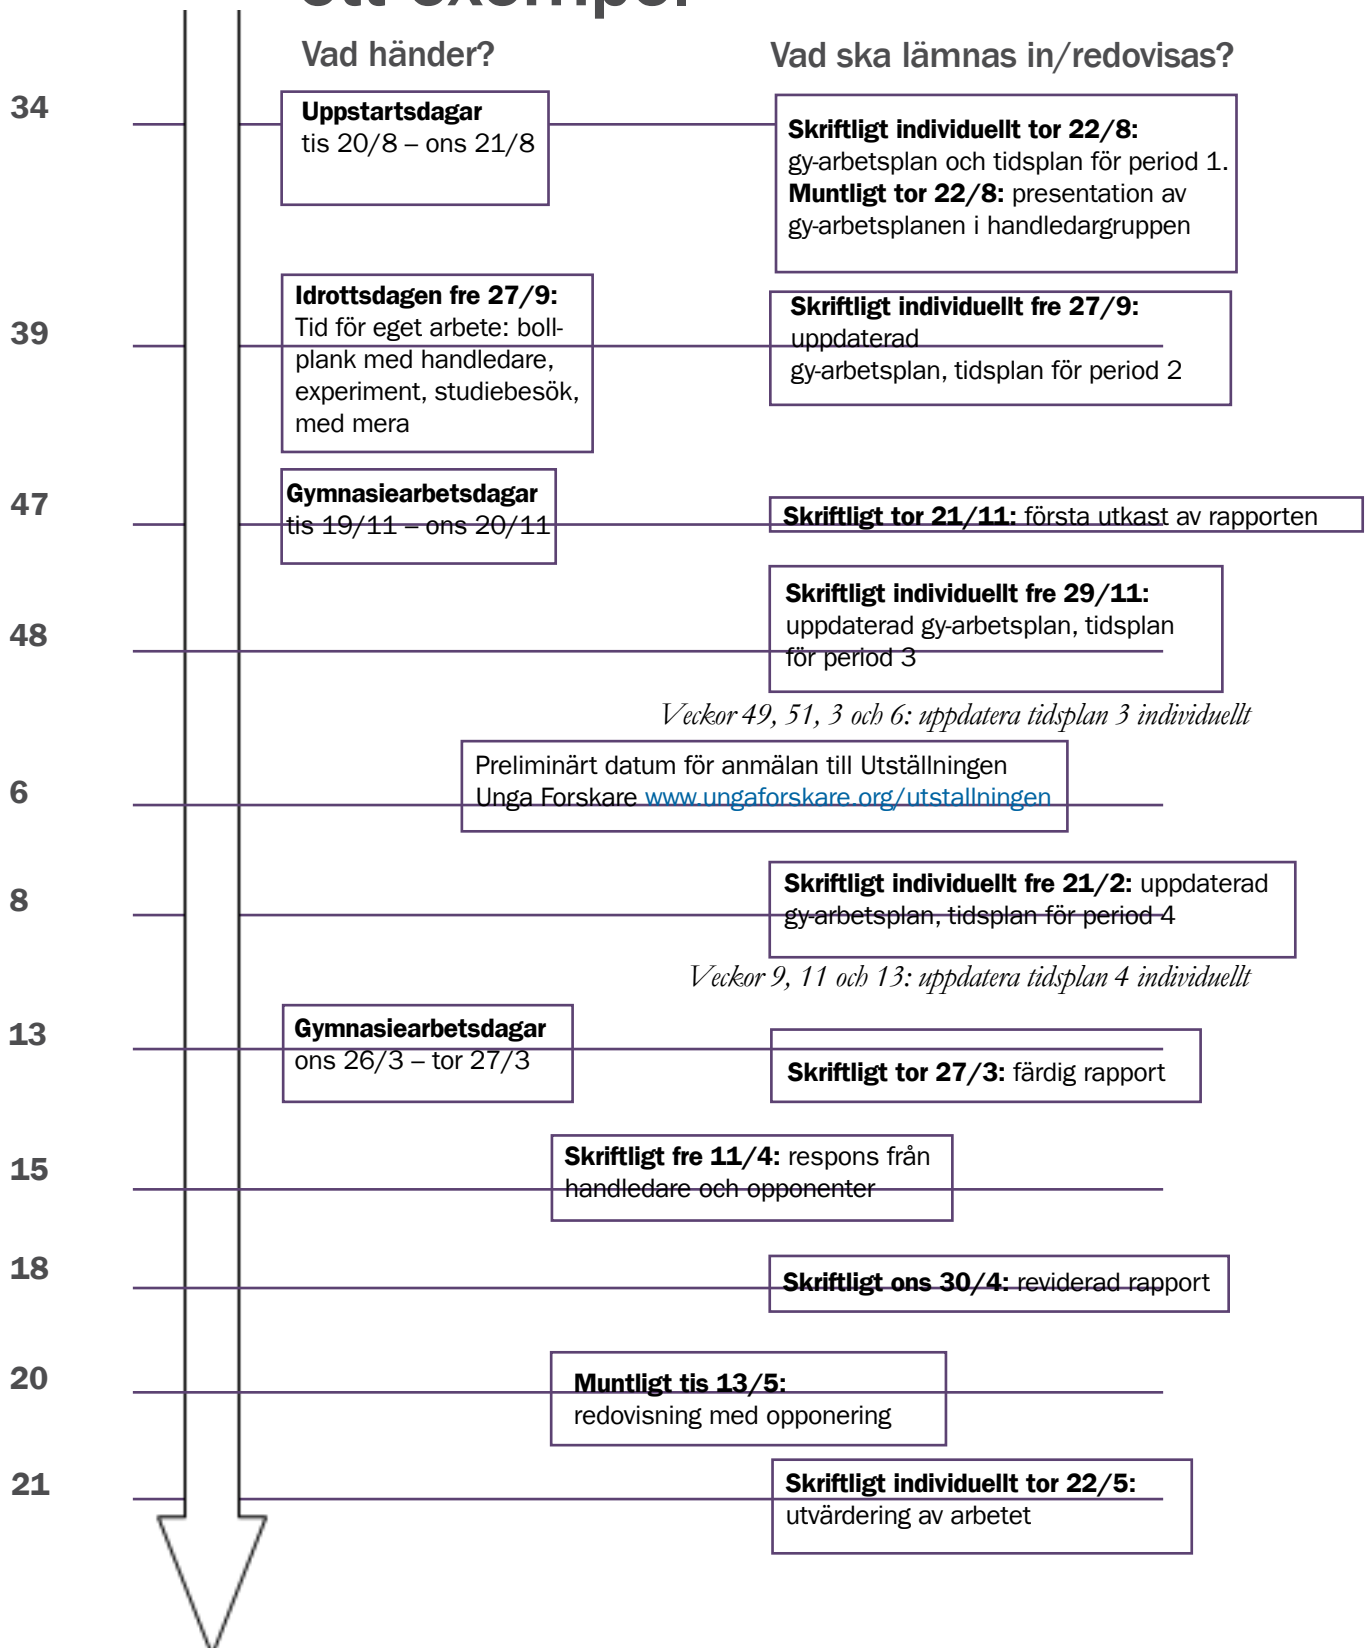 ett exempel
Vad händer?
Vad ska lämnas in/redovisas?
34
Uppstartsdagar
tis 20/8 – ons 21/8
Skriftligt individuellt tor 22/8:
gy-arbetsplan och tidsplan för period 1.
Muntligt tor 22/8: presentation av
gy-arbetsplanen i handledargruppen
39
Idrottsdagen fre 27/9:
Tid för eget arbete: boll-
plank med handledare,
experiment, studiebesök,
med mera
Skriftligt individuellt fre 27/9:
uppdaterad
gy-arbetsplan, tidsplan för period 2
47
Gymnasiearbetsdagar
tis 19/11 – ons 20/11
Skriftligt tor 21/11: första utkast av rapporten
48
Skriftligt individuellt fre 29/11:
uppdaterad gy-arbetsplan, tidsplan
för period 3
Veckor 49, 51, 3 och 6: uppdatera tidsplan 3 individuellt
6
Preliminärt datum för anmälan till Utställningen
Unga Forskare www.ungaforskare.org/utstallningen
8
Skriftligt individuellt fre 21/2: uppdaterad
gy-arbetsplan, tidsplan för period 4
Veckor 9, 11 och 13: uppdatera tidsplan 4 individuellt
13
Gymnasiearbetsdagar
ons 26/3 – tor 27/3
Skriftligt tor 27/3: färdig rapport
15
Skriftligt fre 11/4: respons från
handledare och opponenter
18
Skriftligt ons 30/4: reviderad rapport
20
Muntligt tis 13/5:
redovisning med opponering
21
Skriftligt individuellt tor 22/5:
utvärdering av arbetet